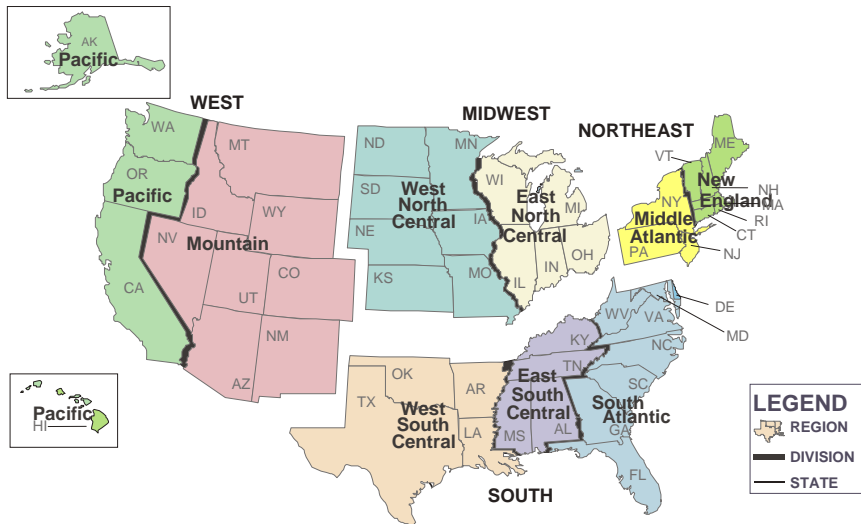 AK
Pacific
WEST
MIDWEST
NORTHEAST
WA
MT
ND
MN
VT
ME
OR
Pacific
ID
WY
SD
West
North
Central
WI
East
North
Central
MI
New
England
NH
MA
RI
CT
NY
Middle
Atlantic
PA
NJ
NV
Mountain
NE
IA
CA
UT
CO
KS
MO
IL
IN
OH
DE
MD
WV
VA
AZ
NM
KY
NC
TN
OK
AR
East
South
Central
SC
South
Atlantic
TX
West
South
Central
LA
MS
AL
GA
FL
Pacific
HI
SOUTH
LEGEND
REGION
DIVISION
STATE